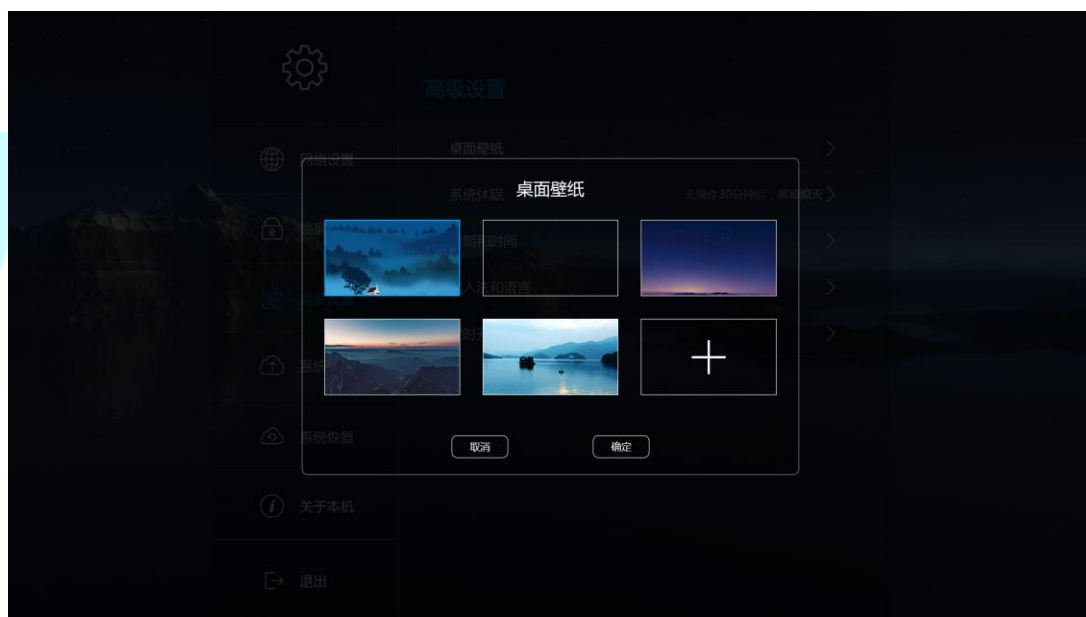 高级设置
网络设置
桌面壁纸
系统休眠
无操作30分钟后，屏幕熄灭
桌面壁纸
期和时间
入法和语言
系统恢复
取消
确定
关于本机
退出